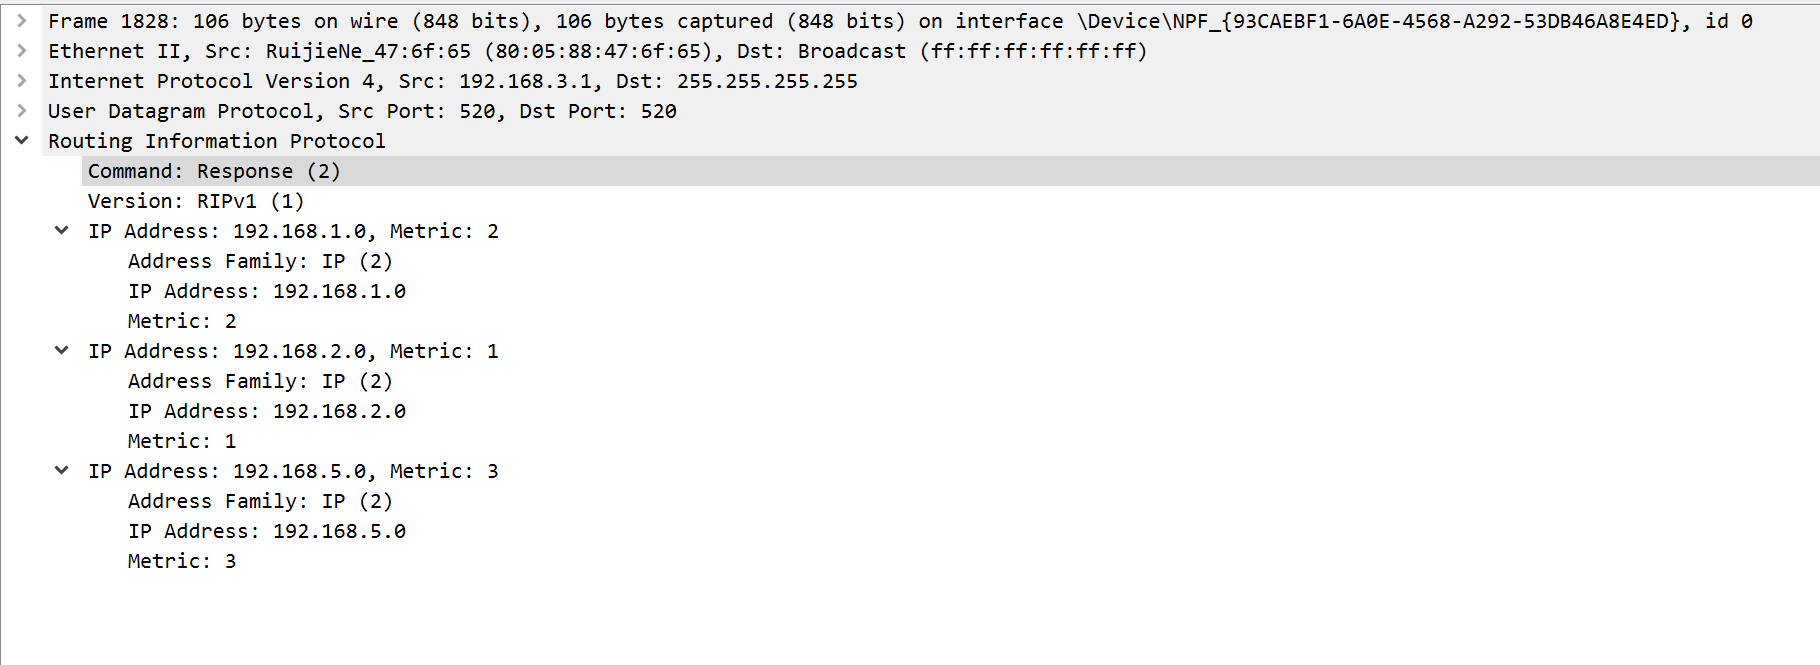 Frame 1828: 106 bytes on wire (848 bits), 106 bytes captured (848 bits) on interface \Device\NPF_{93CAEBF1-6A0E-4568-A292-53DB46A8E4ED}, id 0
Ethernet II, Src: RuijieNe_47:6f:65 (80:05:88:47:6f:65), Dst: Broadcast (ff:ff:ff:ff:ff:ff)
Internet Protocol Version 4, Src: 192.168.3.1, Dst: 255.255.255.255
User Datagram Protocol, Src Port: 520, Dst Port: 520
Routing Information Protocol
Command: Response (2)
Version: RIPv1 (1)
IP Address: 192.168.1.0, Metric: 2
Address Family: IP (2)
IP Address: 192.168.1.0
Metric: 2
IP Address: 192.168.2.0, Metric: 1
Address Family: IP (2)
IP Address: 192.168.2.0
Metric: 1
IP Address: 192.168.5.0, Metric: 3
Address Family: IP (2)
IP Address: 192.168.5.0
Metric: 3